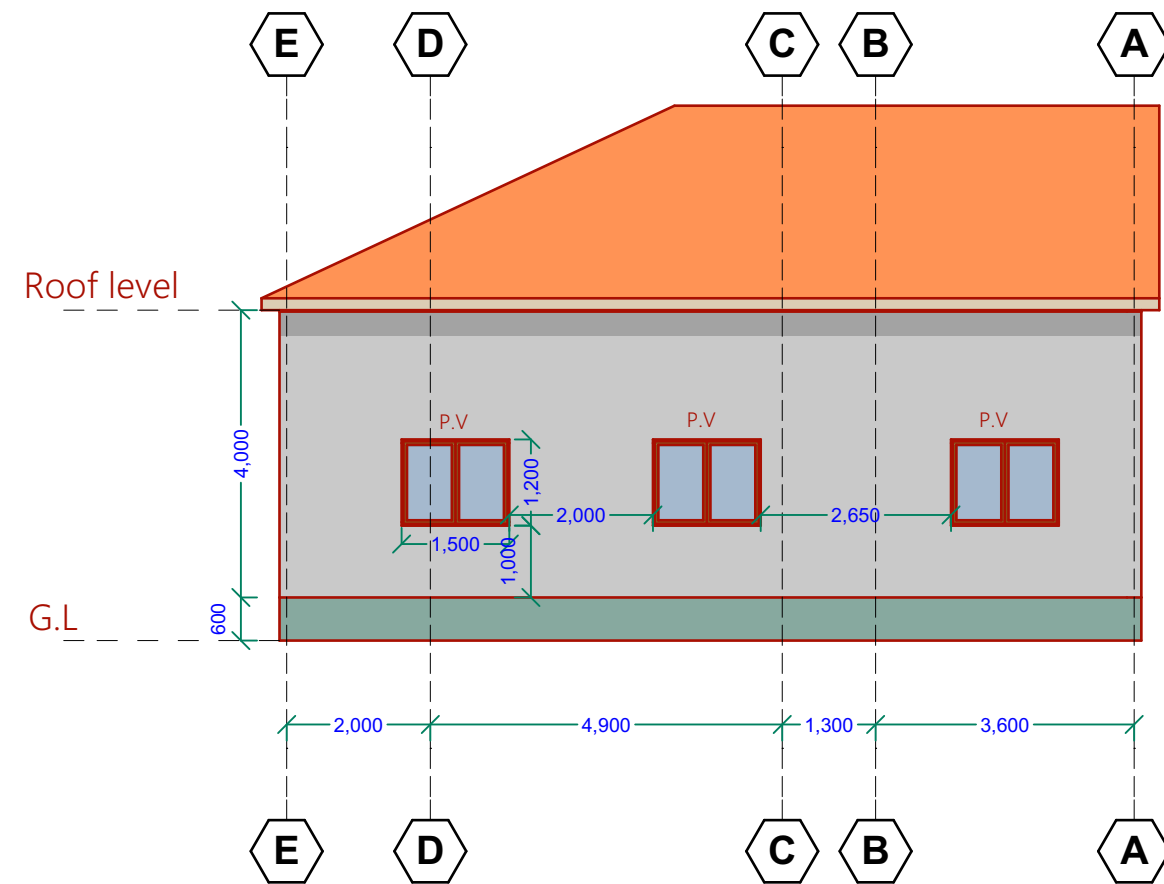 E D C B A
Roof level
P.V P.V P.V
4,000
1,200
2,000 2,650
1,500
1,000
G.L
600
2,000 4,900 1,300 3,600
E D C B A